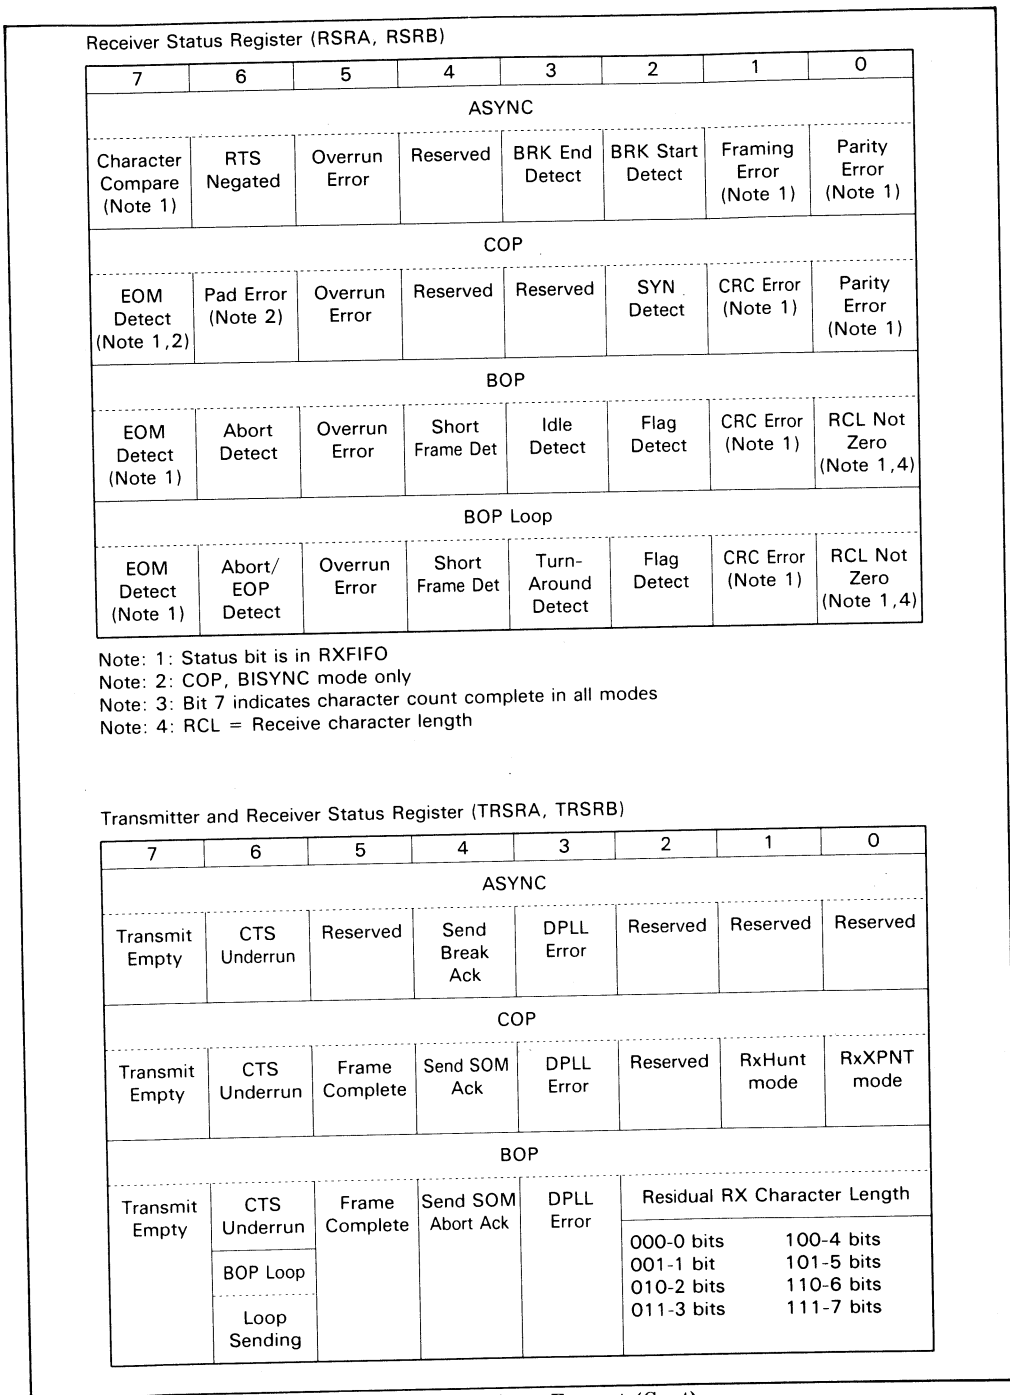 Receiver Status Register (RSRA, RSRB)
7 6 5 4 3 2 1 0
ASYNC
Character RTS Overrun Reserved BRK End BRK Start Framing Parity
Compare Negated Error Detect Detect Error Error
(Note 1) (Note 1) (Note 1)
COP
EOM Pad Error Overrun Reserved Reserved SYN CRC Error Parity
Detect (Note 2) Error Detect (Note 1) Error
(Note 1,2) (Note 1)
BOP
EOM Abort Overrun Short Idle Flag CRC Error RCL Not
Detect Detect Error Frame Det Detect Detect (Note 1) Zero
(Note 1) (Note 1,4)
BOP Loop
EOM Abort/ Overrun Short Turn- Flag CRC Error RCL Not
Detect EOP Error Frame Det Around Detect (Note 1) Zero
(Note 1) Detect Detect (Note 1,4)
Note: 1: Status bit is in RXFIFO
Note: 2: COP, BISYNC mode only
Note: 3: Bit 7 indicates character count complete in all modes
Note: 4: RCL = Receive character length
Transmitter and Receiver Status Register (TRSRA, TRSRB)
7 6 5 4 3 2 1 0
ASYNC
Transmit CTS Reserved Send DPLL Reserved Reserved Reserved
Empty Underrun Break Error
Ack
COP
Transmit CTS Frame Send SOM DPLL Reserved RxHunt RxXPNT
Empty Underrun Complete Ack Error mode mode
BOP
Transmit CTS Frame Send SOM DPLL Residual RX Character Length
Empty Underrun Complete Abort Ack Error
000-0 bits 100-4 bits
001-1 bit 101-5 bits
BOP Loop 010-2 bits 110-6 bits
011-3 bits 111-7 bits
Loop
Sending